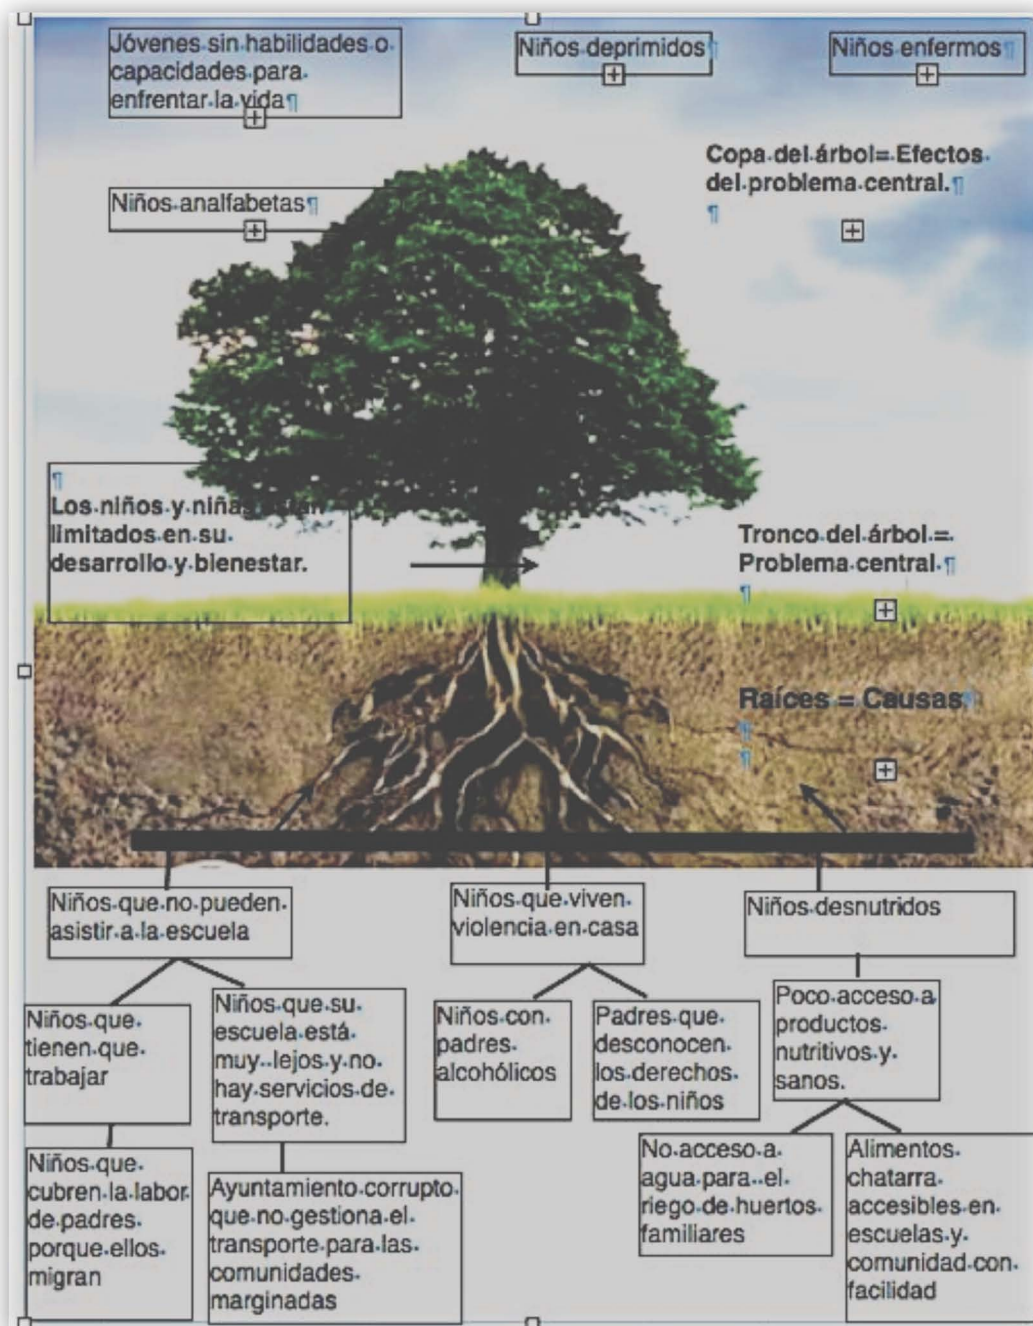 Jóvenes sin habilidades o
capacidades para
enfrentar la vida¶
Niños deprimidos¶
Niños enfermos¶
Copa del árbol= Efectos
del problema central.¶
¶
Niños analfabetas¶
¶
Los niños y niñas están
limitados en su
desarrollo y bienestar.
Tronco del árbol =
Problema central.¶
¶
Raíces = Causas¶
¶
¶
Niños que no pueden
asistir a la escuela
Niños que viven
violencia en casa
Niños desnutridos
Niños que
tienen que
trabajar
Niños que su
escuela está
muy lejos y no
hay servicios de
transporte.
Niños con
padres
alcohólicos
Padres que
desconocen
los derechos
de los niños
Poco acceso a
productos
nutritivos y
sanos.
Niños que
cubren la labor
de padres
porque ellos
migran
Ayuntamiento corrupto
que no gestiona el
transporte para las
comunidades
marginadas
No acceso a
agua para el
riego de huertos
familiares
Alimentos
chatarra
accesibles en
escuelas y
comunidad con
facilidad